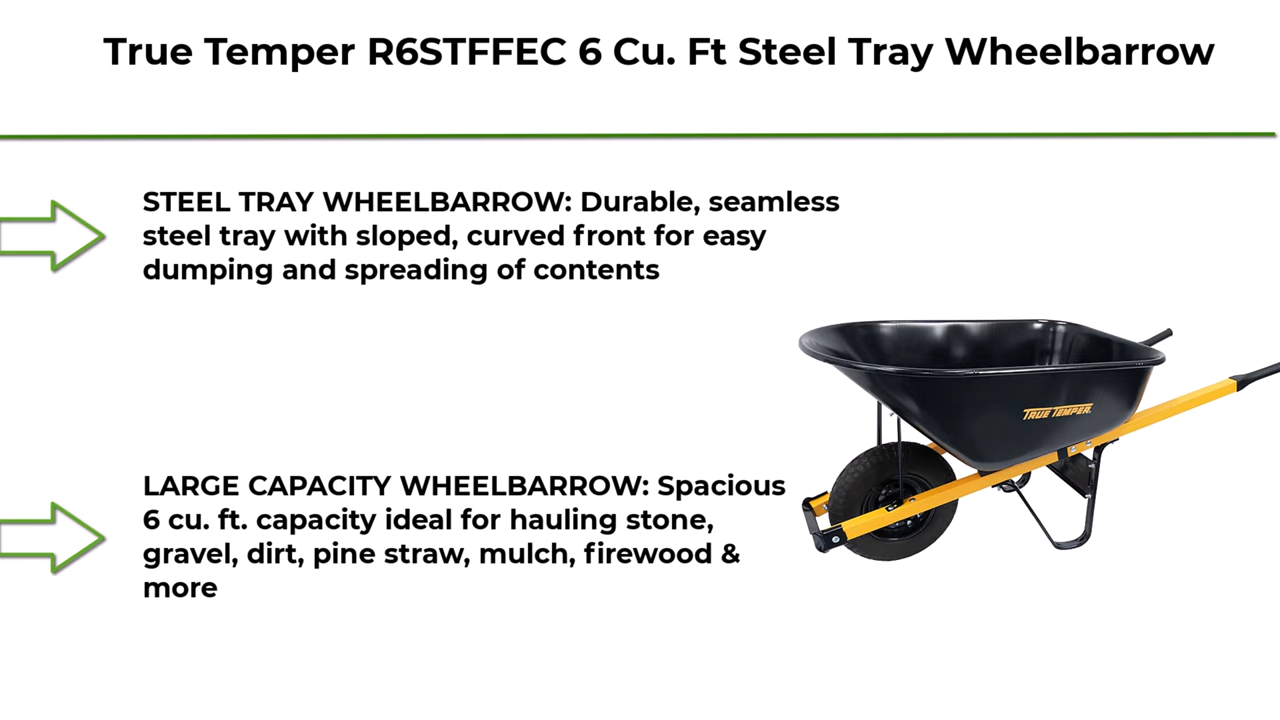 True Temper R6STFFEC 6 Cu. Ft Steel Tray Wheelbarrow
STEEL TRAY WHEELBARROW: Durable, seamless
steel tray with sloped, curved front for easy
dumping and spreading of contents
TRUE TEMPER.
LARGE CAPACITY WHEELBARROW: Spacious
6 cu. ft. capacity ideal for hauling stone,
gravel, dirt, pine straw, mulch, firewood &
more